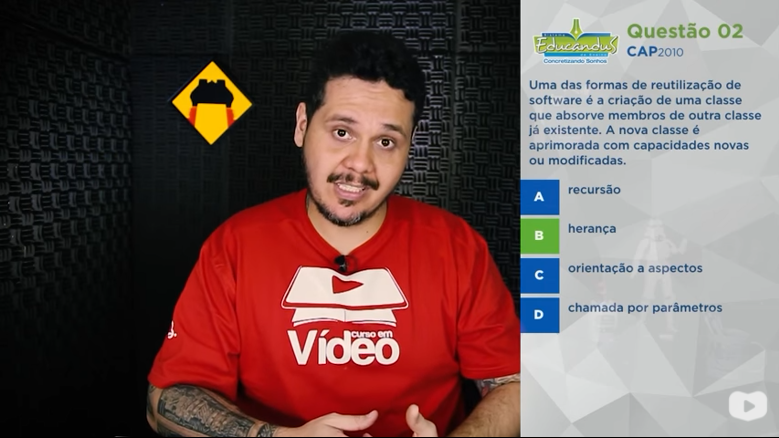 curso em
Vídeo
Educandus
Concretizando Sonhos
Questão 02
CAP2010
Uma das formas de reutilização de
software é a criação de uma classe
que absorve membros de outra classe
já existente. A nova classe é
aprimorada com capacidades novas
ou modificadas.
A recursão
B herança
C orientação a aspectos
D chamada por parâmetros